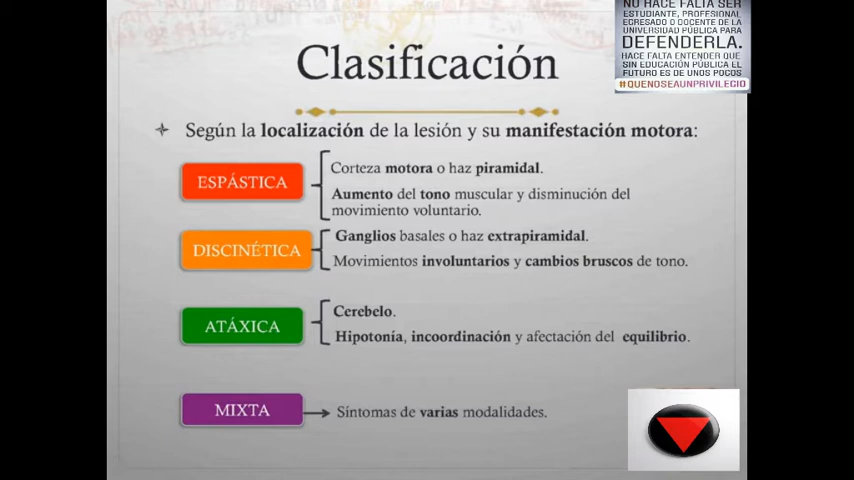 NO HACE FALTA SER
ESTUDIANTE, PROFESIONAL
EGRESADO O DOCENTE DE LA
UNIVERSIDAD PÚBLICA PARA
DEFENDERLA.
HACE FALTA ENTENDER QUE
SIN EDUCACIÓN PÚBLICA EL
FUTURO ES DE UNOS POCOS
#QUENOSEAUNPRIVILEGIO
Clasificación
Según la localización de la lesión y su manifestación motora:
ESPÁSTICA
Corteza motora o haz piramidal.
Aumento del tono muscular y disminución del
movimiento voluntario.
DISCINÉTICA
Ganglios basales o haz extrapiramidal.
Movimientos involuntarios y cambios bruscos de tono.
ATÁXICA
Cerebelo.
Hipotonía, incoordinación y afectación del equilibrio.
MIXTA
Síntomas de varias modalidades.